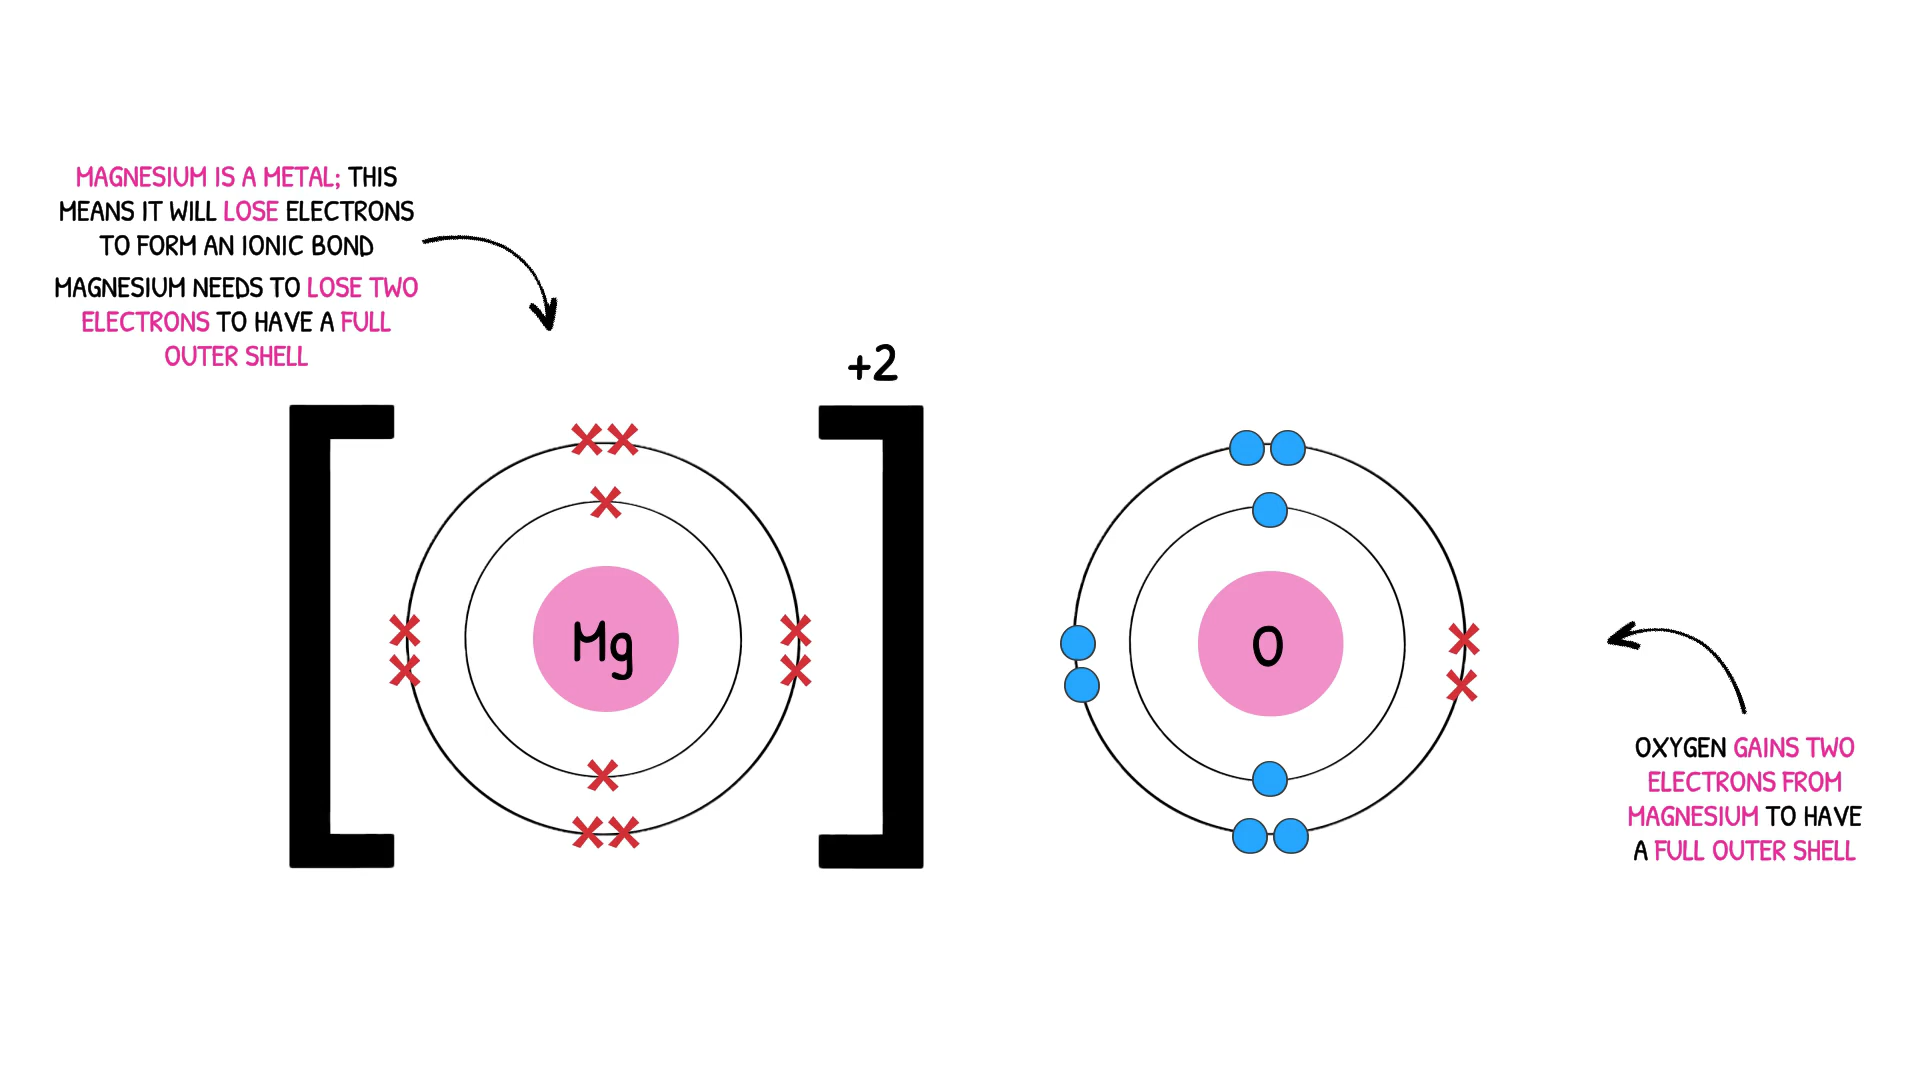 MAGNESIUM IS A METAL; THIS
MEANS IT WILL LOSE ELECTRONS
TO FORM AN IONIC BOND
MAGNESIUM NEEDS TO LOSE TWO
ELECTRONS TO HAVE A FULL
OUTER SHELL
+2
Mg
O
OXYGEN GAINS TWO
ELECTRONS FROM
MAGNESIUM TO HAVE
A FULL OUTER SHELL